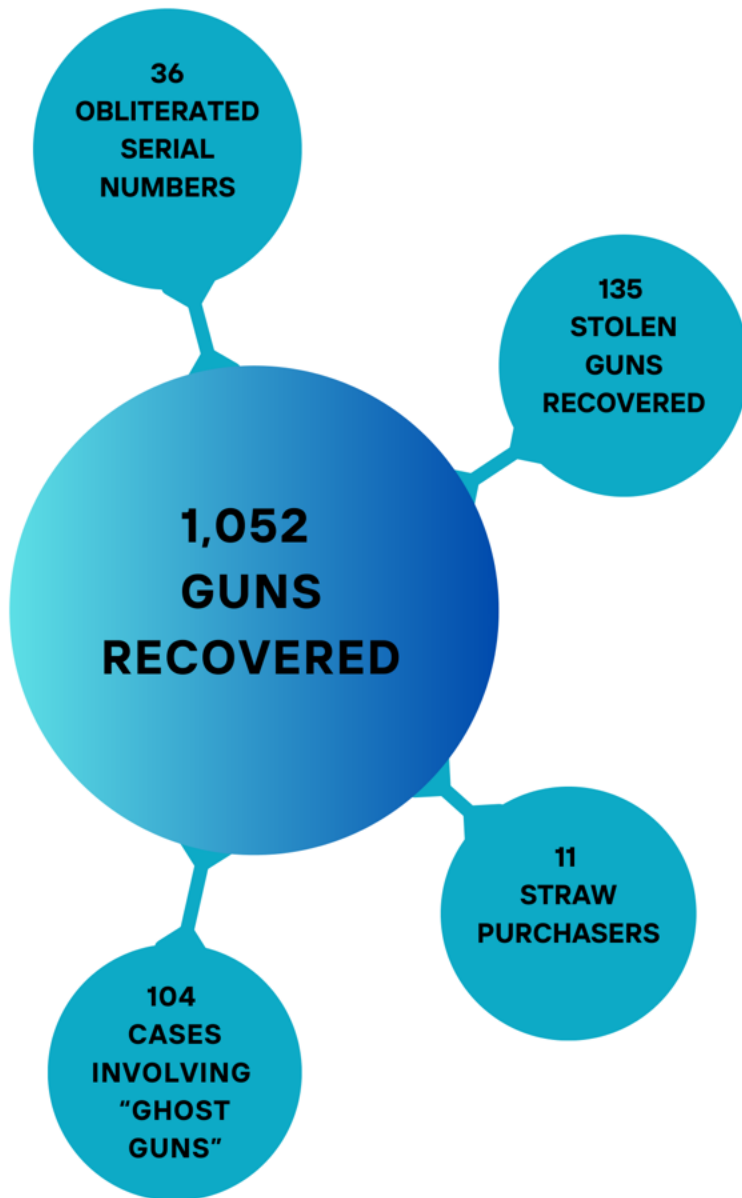 36
OBLITERATED
SERIAL
NUMBERS
135
STOLEN
GUNS
RECOVERED
1,052
GUNS
RECOVERED
11
STRAW
PURCHASERS
104
CASES
INVOLVING
“GHOST
GUNS”